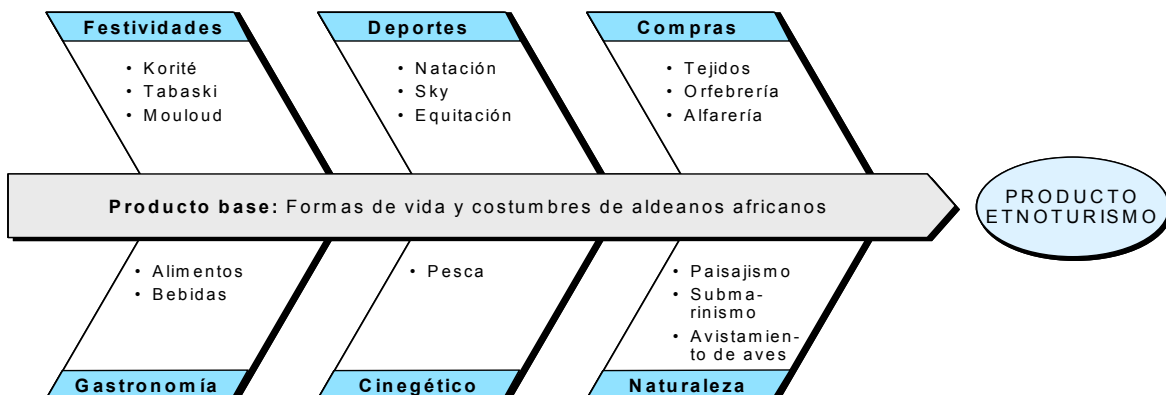 Festividades
• Korité
• Tabaski
• Mouloud
Deportes
• Natación
• Sky
• Equitación
Compras
• Tejidos
• Orfebrería
• Alfarería
Producto base: Formas de vida y costumbres de aldeanos africanos
PRODUCTO
ETNOTURISMO
• Alimentos
• Bebidas
Gastronomía
• Pesca
Cinegético
• Paisajismo
• Subma-
rinismo
• Avistamien-
to de aves
Naturaleza